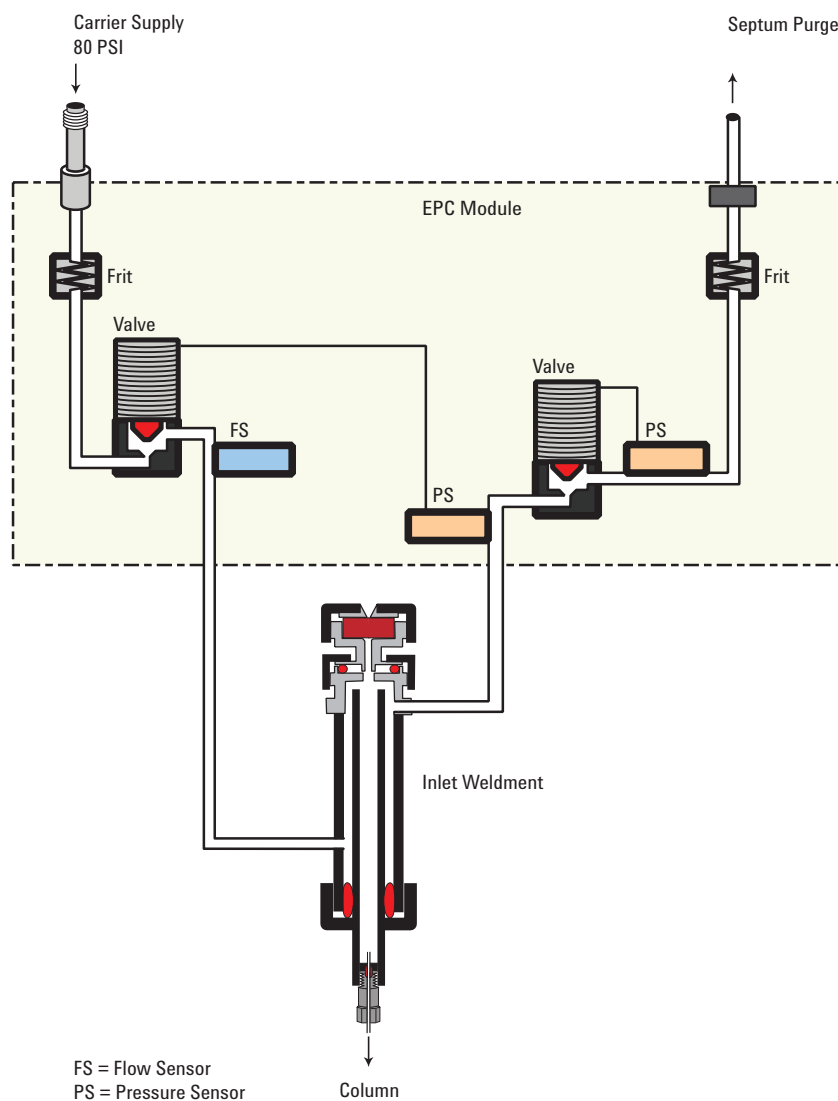 Carrier Supply
80 PSI
Septum Purge
EPC Module
Frit
Frit
Valve
Valve
FS
PS
PS
Inlet Weldment
FS = Flow Sensor
PS = Pressure Sensor
Column